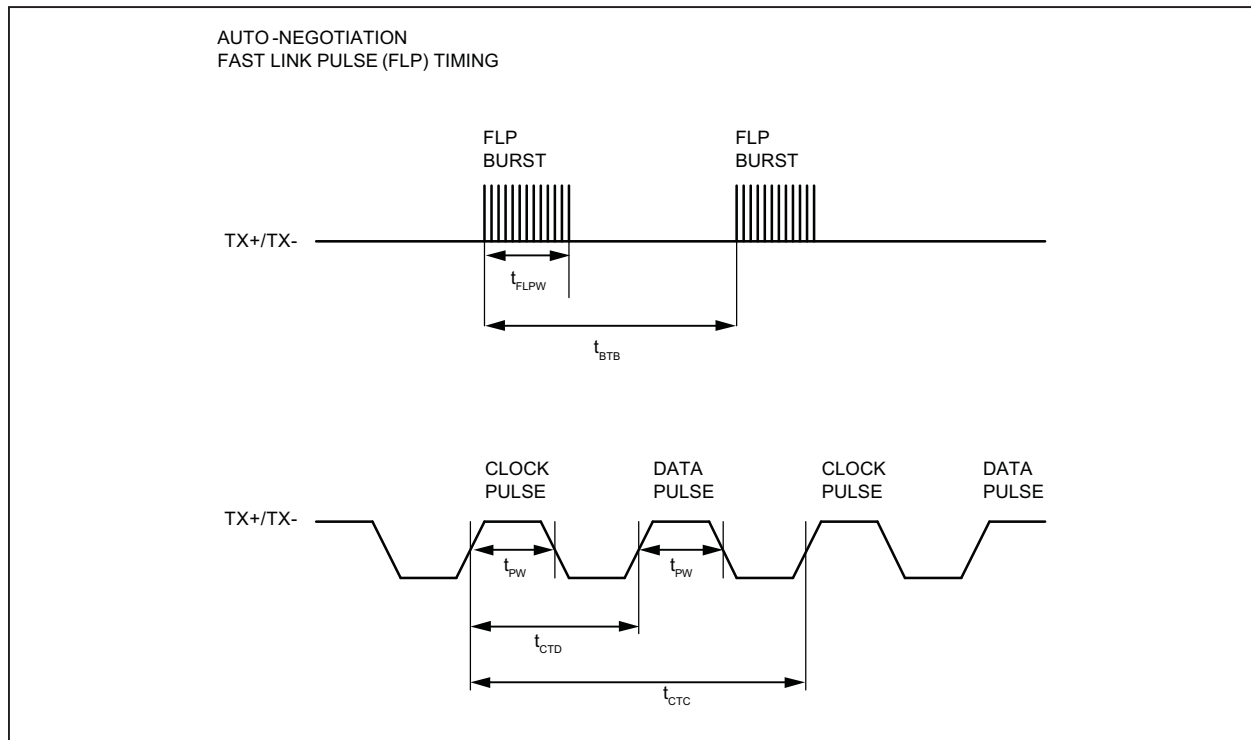 AUTO-NEGOTIATION
FAST LINK PULSE (FLP) TIMING
FLP
BURST
FLP
BURST
TX+/TX-
tFLPW
tBTB
CLOCK
PULSE
DATA
PULSE
CLOCK
PULSE
DATA
PULSE
TX+/TX-
tPW
tPW
tCTD
tCTC